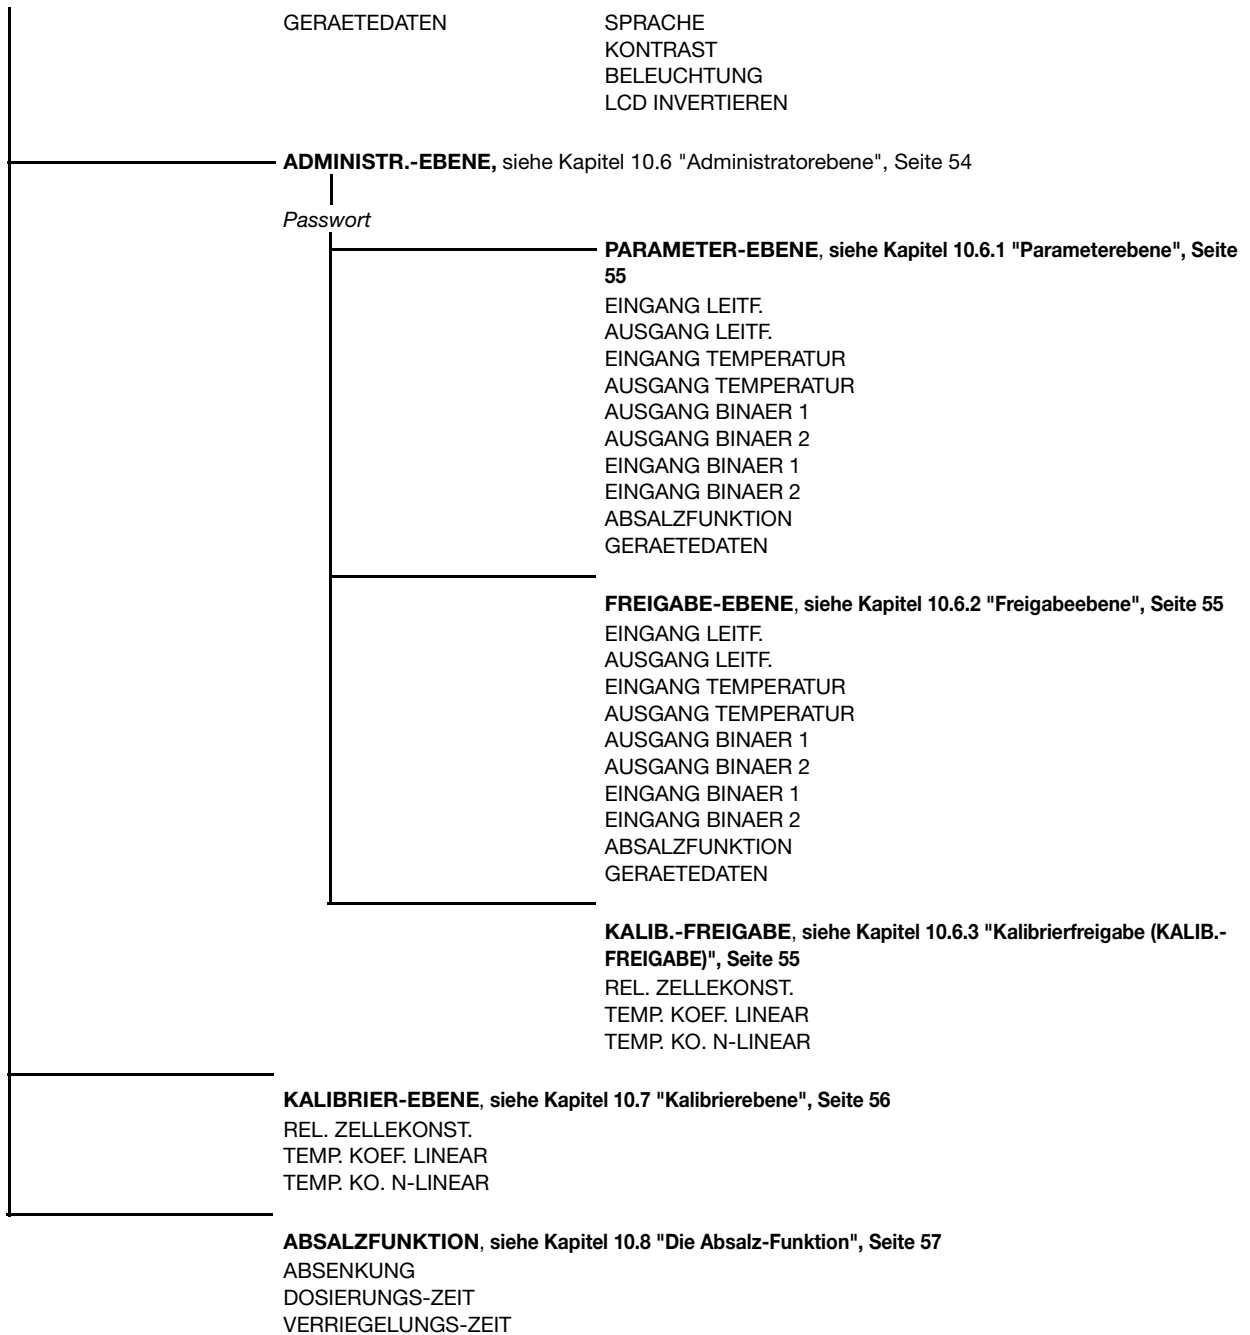 GERAETEDATEN SPRACHE
KONTRAST
BELEUCHTUNG
LCD INVERTIEREN
ADMINISTR.-EBENE, siehe Kapitel 10.6 "Administratorebene", Seite 54
Passwort
PARAMETER-EBENE, siehe Kapitel 10.6.1 "Parameterebene", Seite
55
EINGANG LEITF.
AUSGANG LEITF.
EINGANG TEMPERATUR
AUSGANG TEMPERATUR
AUSGANG BINAER 1
AUSGANG BINAER 2
EINGANG BINAER 1
EINGANG BINAER 2
ABSALZFUNKTION
GERAETEDATEN
FREIGABE-EBENE, siehe Kapitel 10.6.2 "Freigabeebene", Seite 55
EINGANG LEITF.
AUSGANG LEITF.
EINGANG TEMPERATUR
AUSGANG TEMPERATUR
AUSGANG BINAER 1
AUSGANG BINAER 2
EINGANG BINAER 1
EINGANG BINAER 2
ABSALZFUNKTION
GERAETEDATEN
KALIB.-FREIGABE, siehe Kapitel 10.6.3 "Kalibrierfreigabe (KALIB.-
FREIGABE)", Seite 55
REL. ZELLEKONST.
TEMP. KOEF. LINEAR
TEMP. KO. N-LINEAR
KALIBRIER-EBENE, siehe Kapitel 10.7 "Kalibrierebene", Seite 56
REL. ZELLEKONST.
TEMP. KOEF. LINEAR
TEMP. KO. N-LINEAR
ABSALZFUNKTION, siehe Kapitel 10.8 "Die Absalz-Funktion", Seite 57
ABSENKUNG
DOSIERUNGS-ZEIT
VERRIEGELUNGS-ZEIT